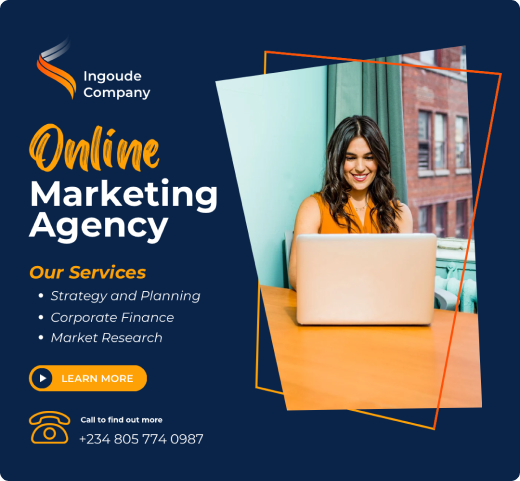 Ingoude
Company
Online
Marketing
Agency
Our Services
• Strategy and Planning
• Corporate Finance
• Market Research
LEARN MORE
Call to find out more
+234 805 774 0987